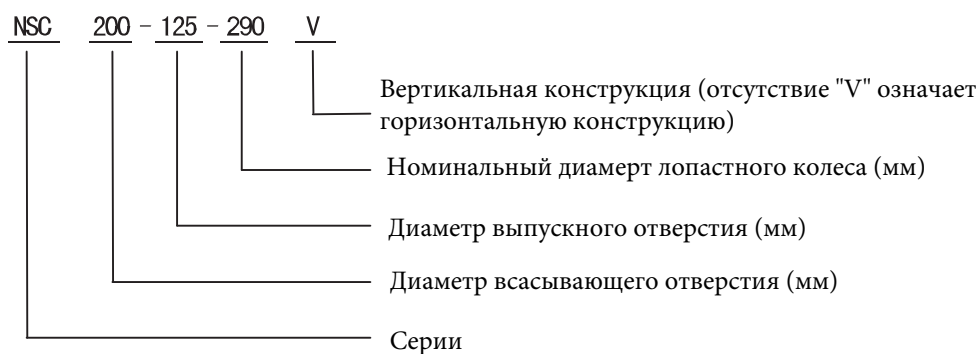 NSC 200 - 125 - 290 V
Вертикальная конструкция (отсутствие "V" означает
горизонтальную конструкцию)
Номинальный диамерт лопастного колеса (мм)
Диаметр выпускного отверстия (мм)
Диаметр всасывающего отверстия (мм)
Серии